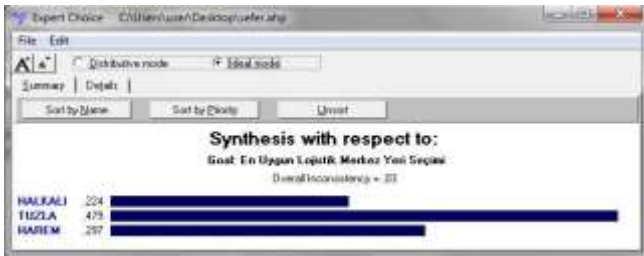 Expert Choice C:\Users\user\Desktop\sefer.ahp
File Edit
Distributive mode Ideal mode
Summary Details
Sort by Name Sort by Priority Unsort
Synthesis with respect to:
Goal: En Uygun Lojistik Merkez Yeri Seçimi
Overall Inconsistency = ,03
HALKALI ,224
TUZLA ,479
HAREM ,297